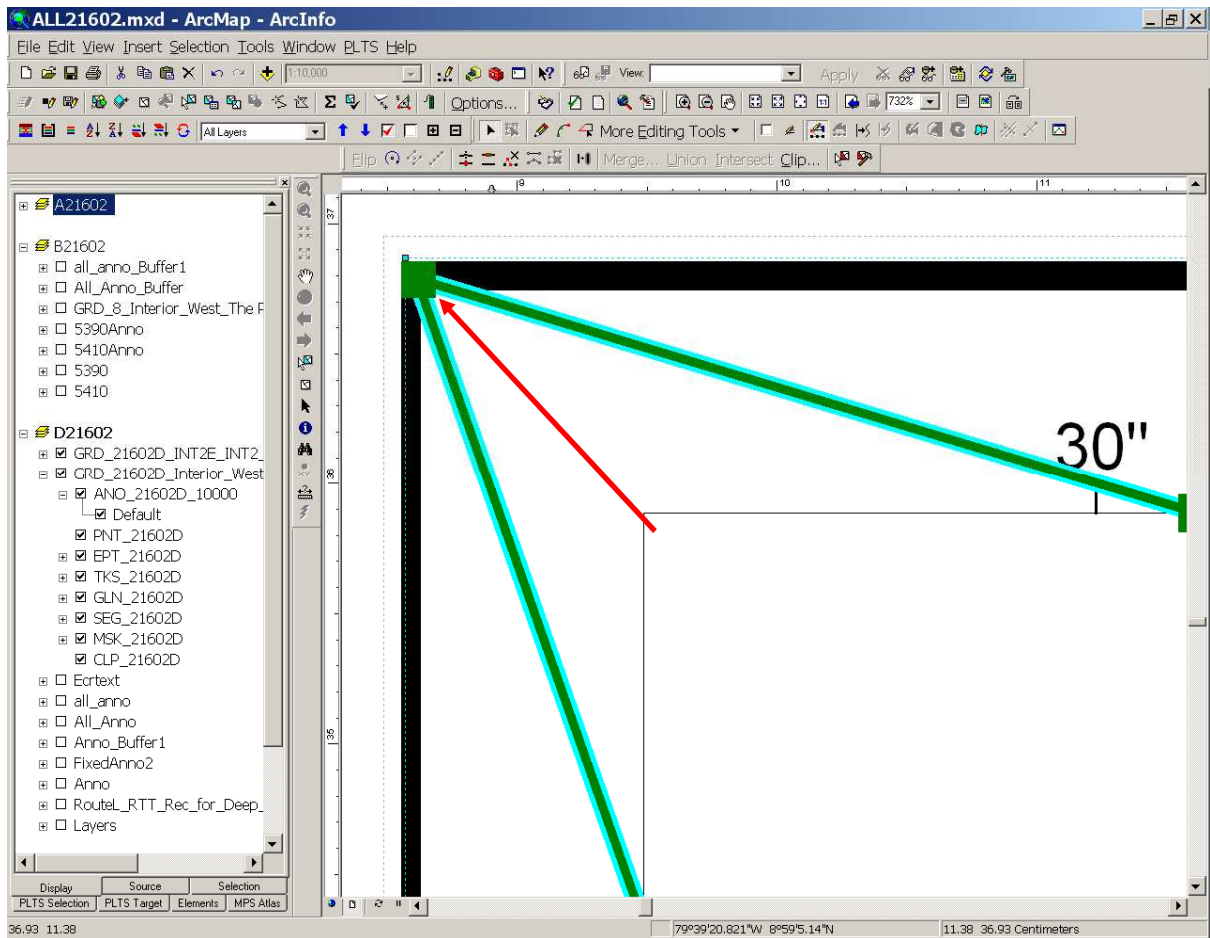 ALL21602.mxd - ArcMap - ArcInfo
File Edit View Insert Selection Tools Window PLTS Help
1:10,000 View: Apply
Options... 732%
All Layers More Editing Tools
Flip Merge... Union Intersect Clip...
A21602
B21602
all_anno_Buffer1
All_Anno_Buffer
GRD_8_Interior_West_The
5390Anno
5410Anno
5390
5410
D21602
GRD_21602D_INT2E_INT2_
GRD_21602D_Interior_West
ANO_21602D_10000
Default
PNT_21602D
EPT_21602D
TKS_21602D
GLN_21602D
SEG_21602D
MSK_21602D
CLP_21602D
Ecrtext
all_anno
All_Anno
Anno_Buffer1
FixedAnno2
Anno
RouteL_RTT_Rec_for_Deep_
Layers
Display Source Selection
PLTS Selection PLTS Target Elements MPS Atlas
9 10 11
37
36
35
30"
36.93 11.38
79°39'20.821"W 8°59'5.14"N
11.38 36.93 Centimeters